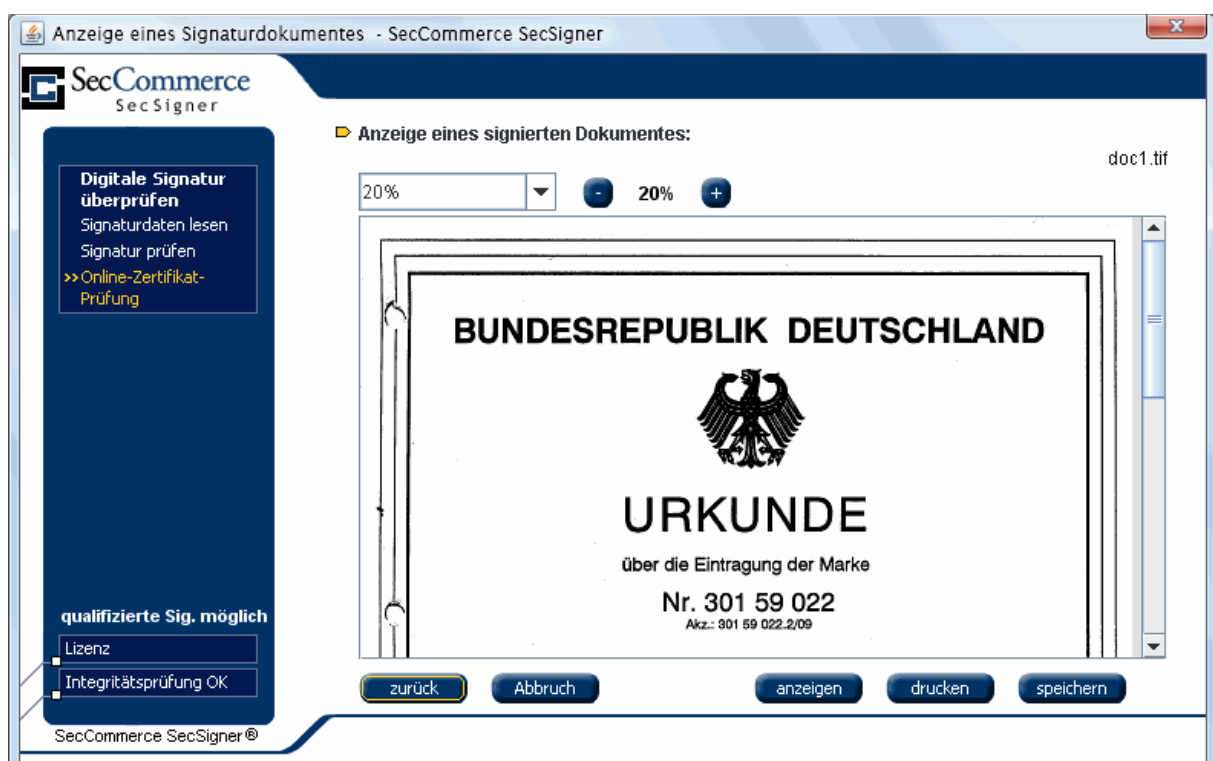 Anzeige eines Signaturdokumentes - SecCommerce SecSigner
SecCommerce
SecSigner
Digitale Signatur
überprüfen
Signaturdaten lesen
Signatur prüfen
>>Online-Zertifikat-
Prüfung
qualifizierte Sig. möglich
Lizenz
Integritätsprüfung OK
SecCommerce SecSigner®
Anzeige eines signierten Dokumentes:
doc1.tif
20%
- 20% +
BUNDESREPUBLIK DEUTSCHLAND
URKUNDE
über die Eintragung der Marke
Nr. 301 59 022
Akz.: 301 59 022.2/09
zurück Abbruch anzeigen drucken speichern